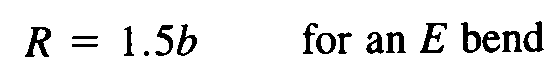 R = 1.5b for an E bend